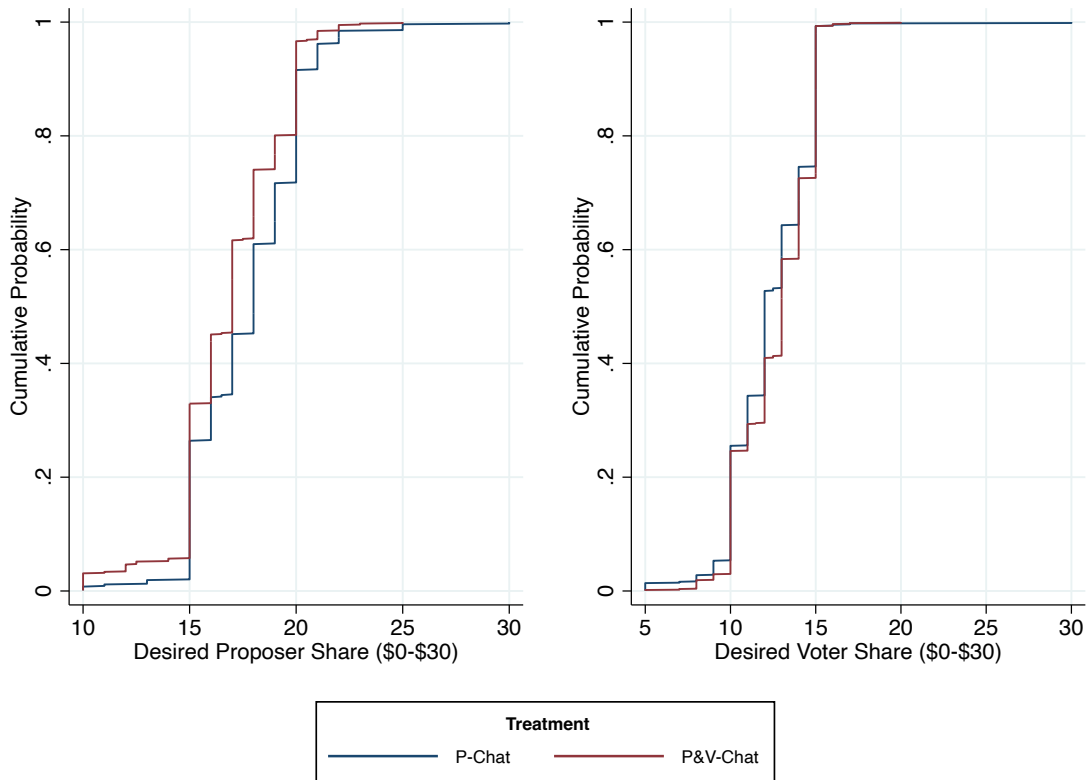 Cumulative Probability
1
.8
.6
.4
.2
0
10 15 20 25 30
Desired Proposer Share ($0-$30)
Cumulative Probability
1
.8
.6
.4
.2
0
5 10 15 20 25 30
Desired Voter Share ($0-$30)
Treatment
P-Chat P&V-Chat